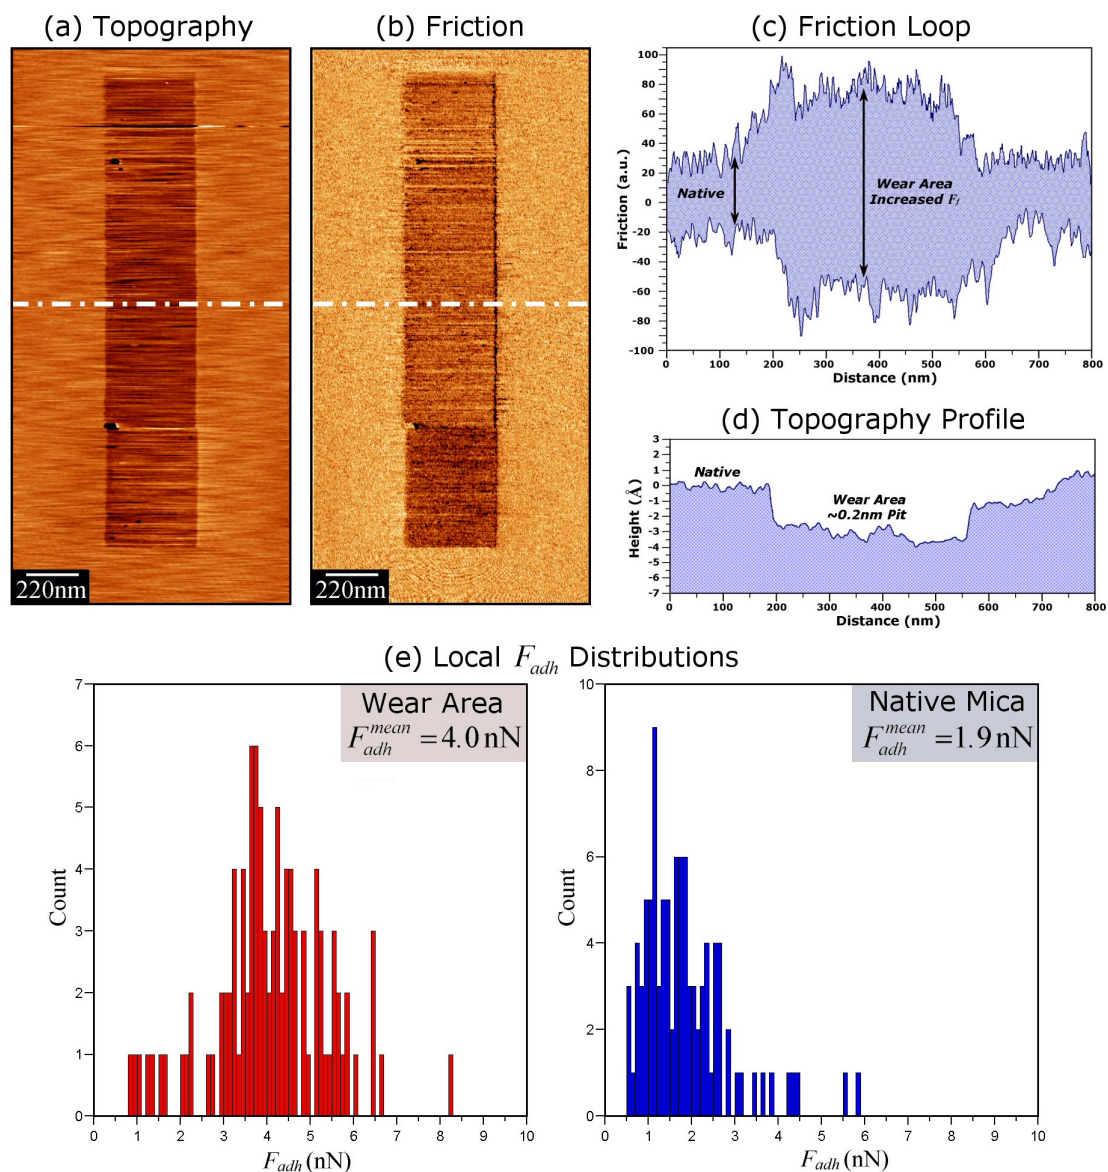 (a) Topography
(b) Friction
(c) Friction Loop
220nm
220nm
Friction (a.u.)
100
80
60
40
20
0
-20
-40
-60
-80
-100
Native
Wear Area
Increased Ff
0 100 200 300 400 500 600 700 800
Distance (nm)
(d) Topography Profile
Height (Å)
3
2
1
0
-1
-2
-3
-4
-5
-6
-7
Native
Wear Area
~0.2nm Pit
0 100 200 300 400 500 600 700 800
Distance (nm)
(e) Local Fadh Distributions
Wear Area
Fadh mean = 4.0 nN
Count
7
6
5
4
3
2
1
0
0 1 2 3 4 5 6 7 8 9 10
Fadh (nN)
Native Mica
Fadh mean = 1.9 nN
Count
10
8
6
4
2
0
0 1 2 3 4 5 6 7 8 9 10
Fadh (nN)